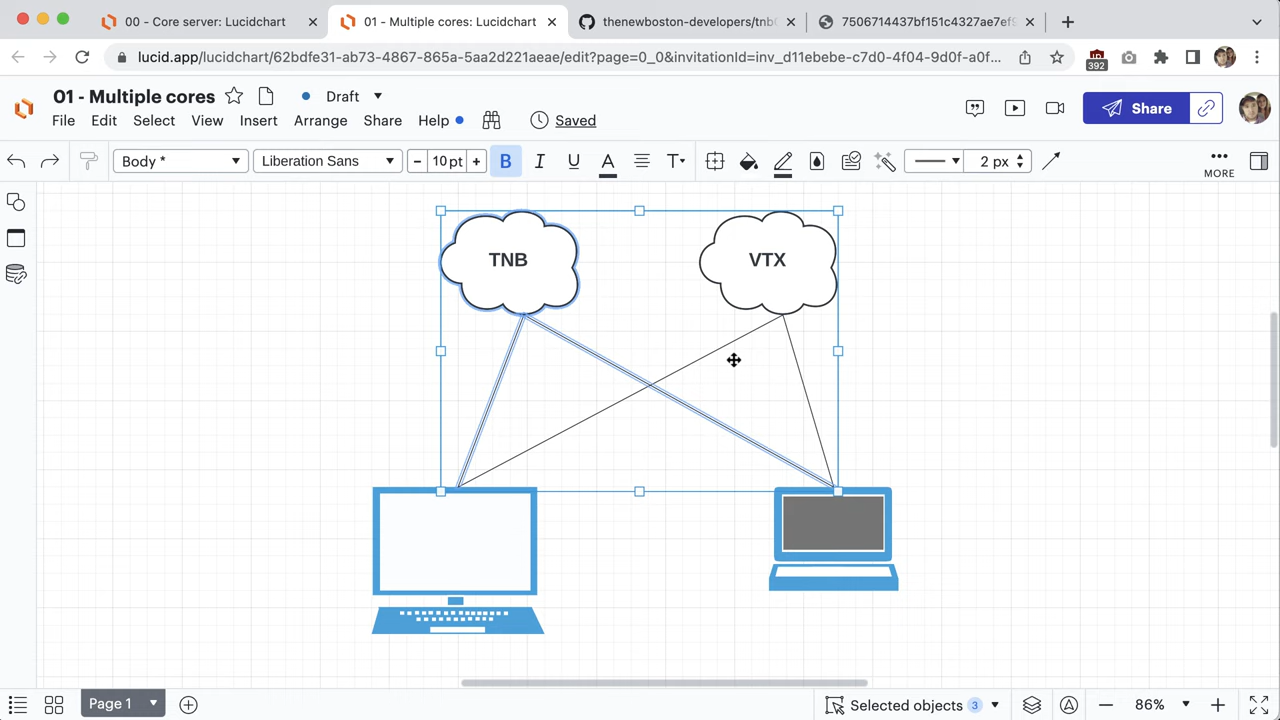 00 - Core server: Lucidchart
01 - Multiple cores: Lucidchart
thenewboston-developers/tnb
7506714437bf151c4327ae7ef
lucid.app/lucidchart/62bdfe31-ab73-4867-865a-5aa2d221aeae/edit?page=0_0&invitationId=inv_d11ebebe-c7d0-4f04-9d0f-a0f...
392
01 - Multiple cores
Draft
File Edit Select View Insert Arrange Share Help
Saved
Share
Body *
Liberation Sans
10 pt
B I U A T
2 px
MORE
TNB
VTX
Page 1
Selected objects 3
86%